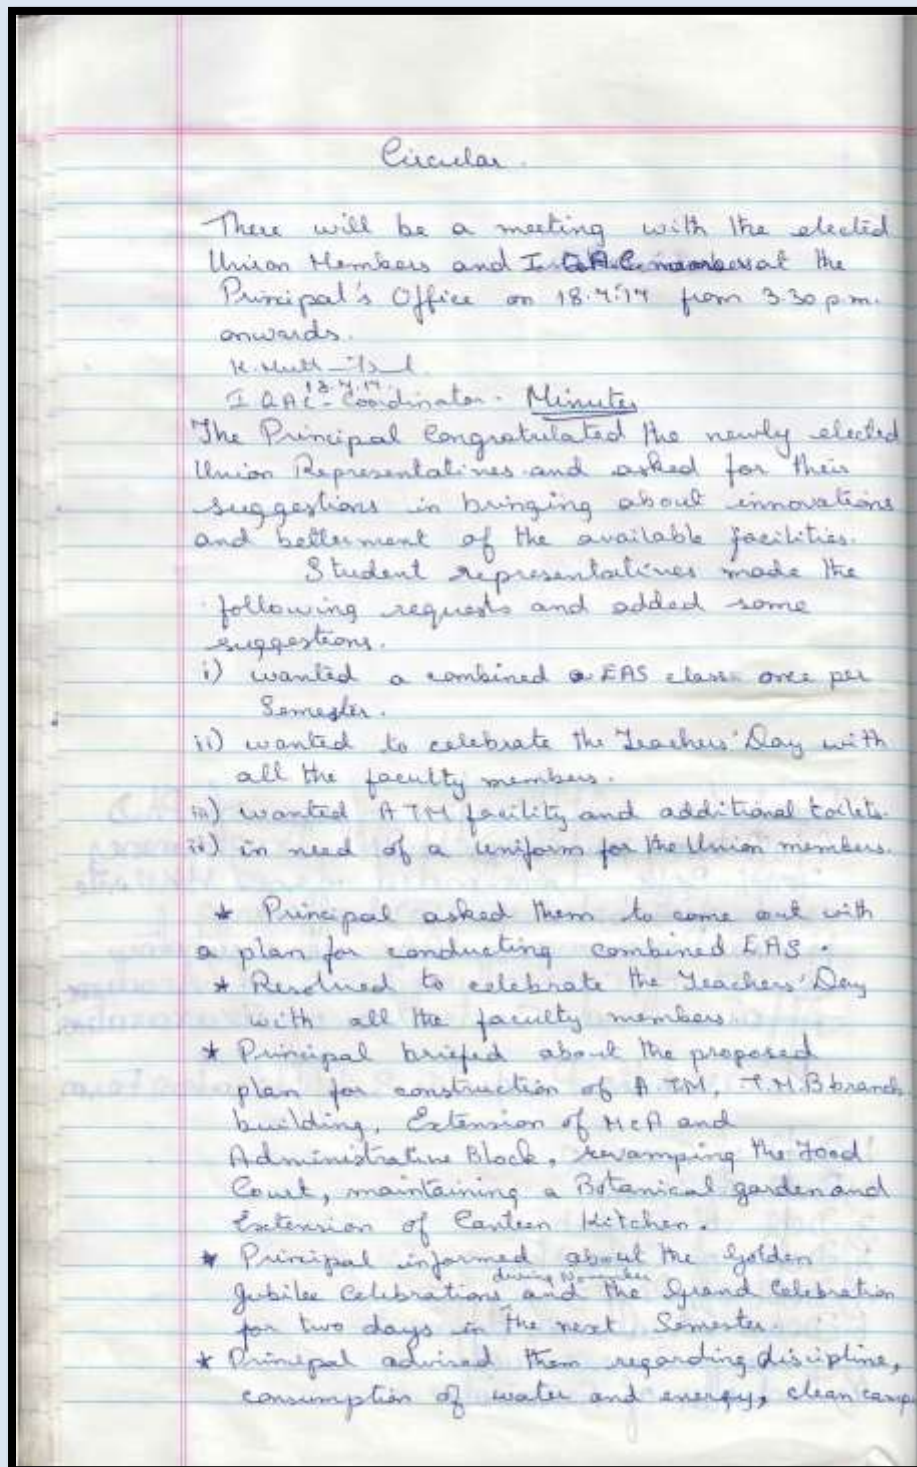 Circular.
There will be a meeting with the elected
Union Members and IQAC members at the
Principal's Office on 18.7.17 from 3.30 p.m.
onwards.
K.
IQAC - Coordinator. Minutes
The Principal Congratulated the newly elected
Union Representatives and asked for their
suggestions in bringing about innovations
and betterment of the available facilities.
Student representatives made the
following requests and added some
suggestions.
i) wanted a combined EAS class once per
Semester.
ii) wanted to celebrate the Teachers' Day with
all the faculty members.
iii) wanted ATM facility and additional toilets.
iv) in need of a uniform for the Union members.
* Principal asked them to come out with
a plan for conducting combined EAS.
* Resolved to celebrate the Teachers' Day
with all the faculty members.
* Principal briefed about the proposed
plan for construction of ATM, T.M.B branch
building, Extension of MCA and
Administrative Block, revamping the Food
Court, maintaining a Botanical garden and
Extension of Canteen Kitchen.
* Principal informed about the Golden
during November
Jubilee Celebrations and the Grand Celebration
for two days in the next Semester.
* Principal advised them regarding discipline,
consumption of water and energy, clean camp